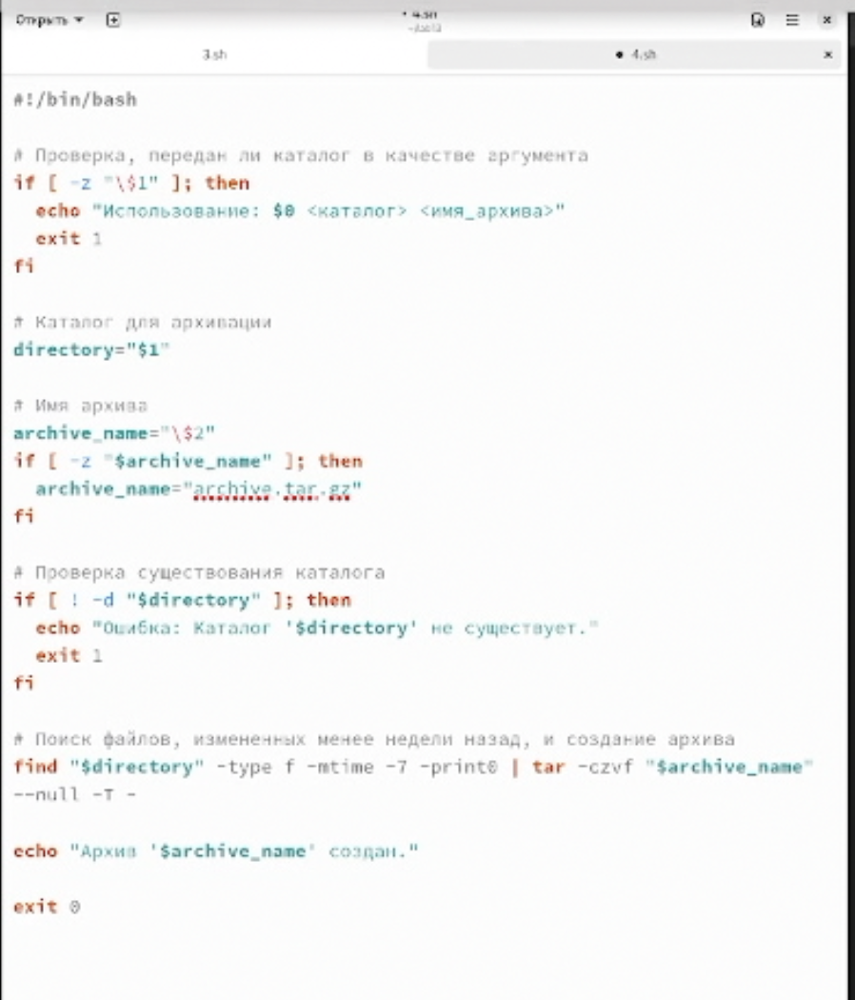 Открыть
4.sh
3.sh
4.sh
#!/bin/bash
# Проверка, передан ли каталог в качестве аргумента
if [ -z "\$1" ]; then
  echo "Использование: $0 <каталог> <имя_архива>"
  exit 1
fi
# Каталог для архивации
directory="$1"
# Имя архива
archive_name="\$2"
if [ -z "$archive_name" ]; then
  archive_name="archive.tar.gz"
fi
# Проверка существования каталога
if [ ! -d "$directory" ]; then
  echo "Ошибка: Каталог '$directory' не существует."
  exit 1
fi
# Поиск файлов, измененных менее недели назад, и создание архива
find "$directory" -type f -mtime -7 -print0 | tar -czvf "$archive_name"
--null -T -
echo "Архив '$archive_name' создан."
exit 0